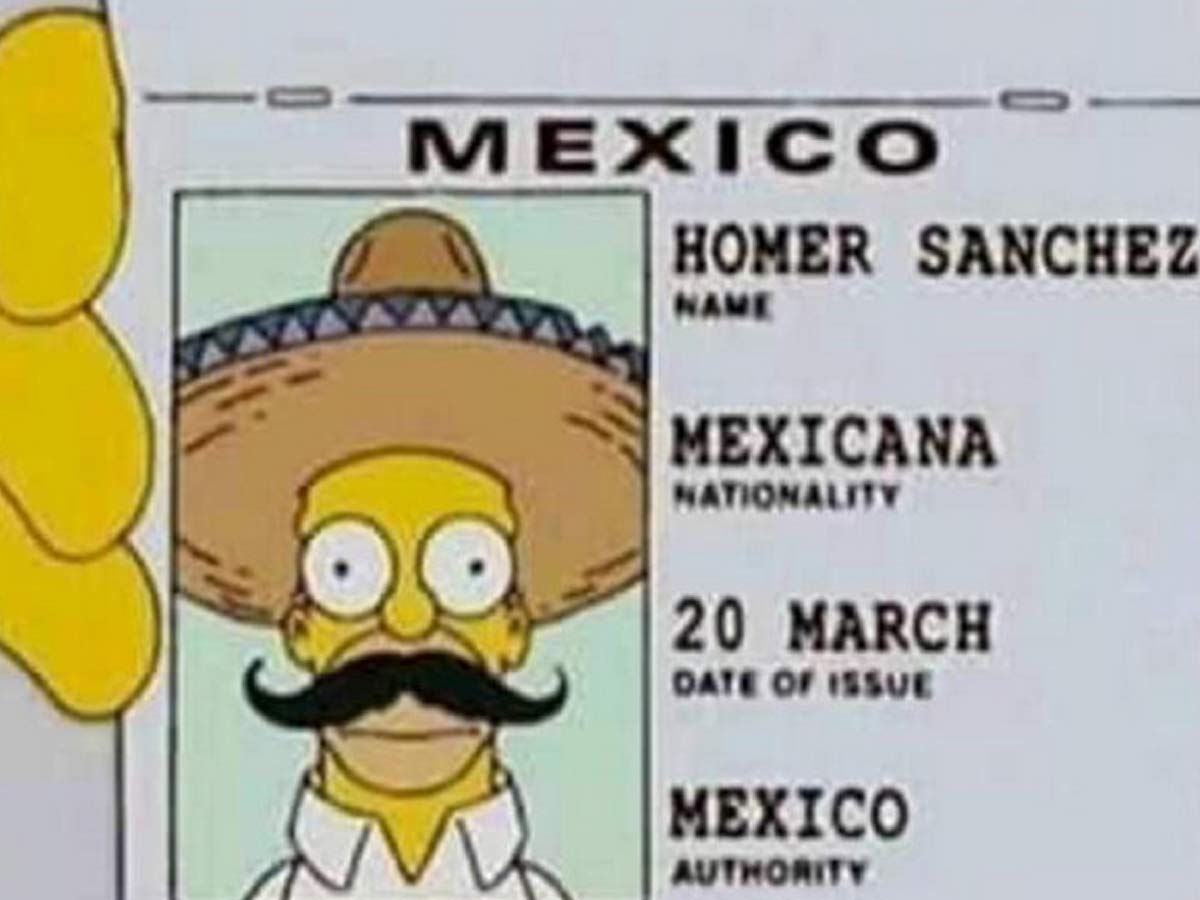 MEXICO
HOMER SANCHEZ
NAME
MEXICANA
NATIONALITY
20 MARCH
DATE OF ISSUE
MEXICO
AUTHORITY